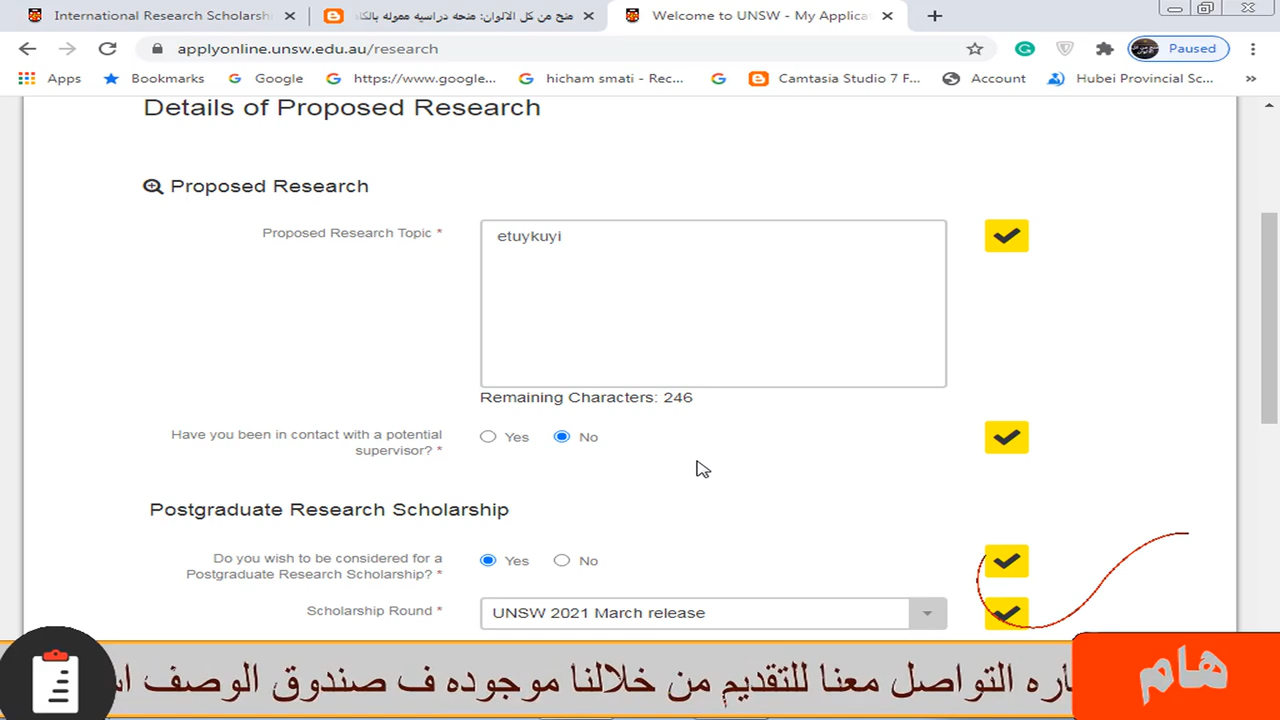 International Research Scholarsh
منح من كل الالوان: منحه دراسيه مموله بالكا
Welcome to UNSW - My Applica
applyonline.unsw.edu.au/research
Paused
Apps Bookmarks Google https://www.google... hicham smati - Rec... Camtasia Studio 7 F... Account Hubei Provincial Sc... »
Details of Proposed Research
Proposed Research
Proposed Research Topic *
etuykuyi
Remaining Characters: 246
Have you been in contact with a potential
supervisor? *
Yes No
Postgraduate Research Scholarship
Do you wish to be considered for a
Postgraduate Research Scholarship? *
Yes No
Scholarship Round *
UNSW 2021 March release
هام
اره التواصل معنا للتقديم من خلالنا موجوده ف صندوق الوصف اس